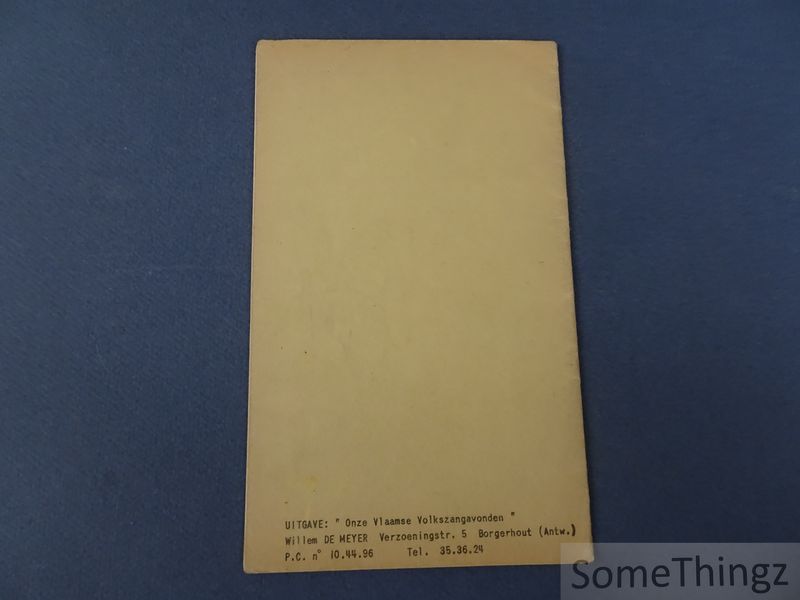 UITGAVE: " Onze Vlaamse Volkszangavonden "
Willem DE MEYER Verzoeningstr. 5 Borgerhout (Antw.)
P.C. n° 10.44.96 Tel. 35.36.24
SomeThingz